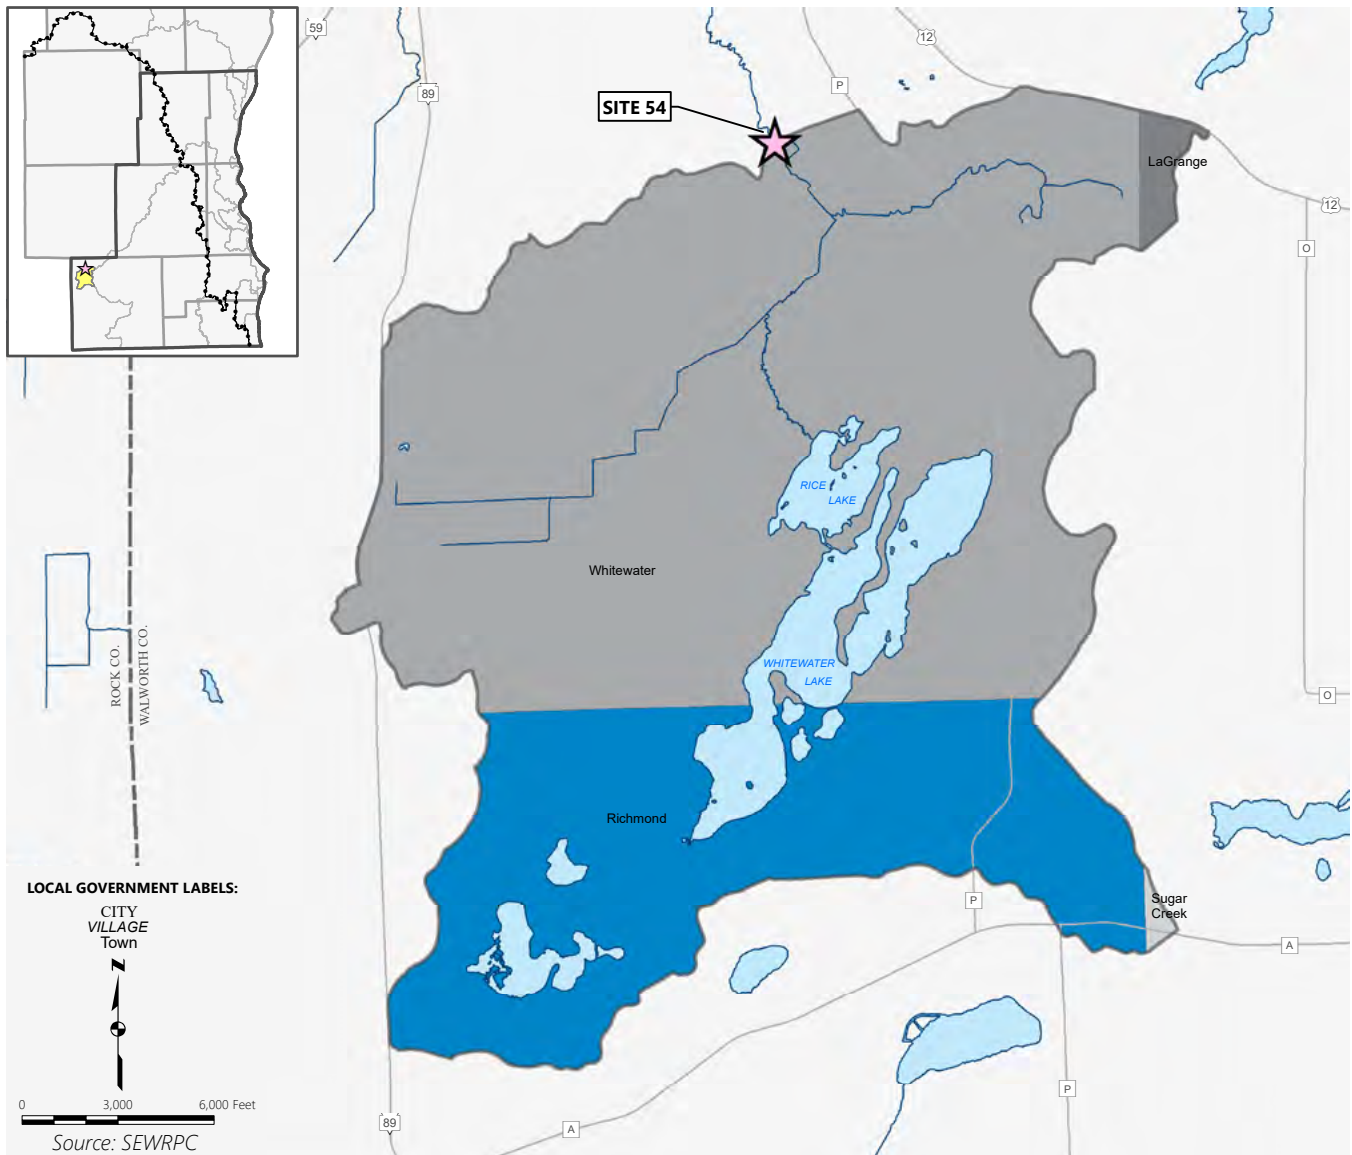 59
89
12
P
SITE 54
LaGrange
12
O
RICE
LAKE
Whitewater
WHITEWATER
LAKE
ROCK CO.
WALWORTH CO.
O
Richmond
LOCAL GOVERNMENT LABELS:
CITY
VILLAGE
Town
N
Sugar
Creek
P
A
P
0 3,000 6,000 Feet
89
A
Source: SEWRPC